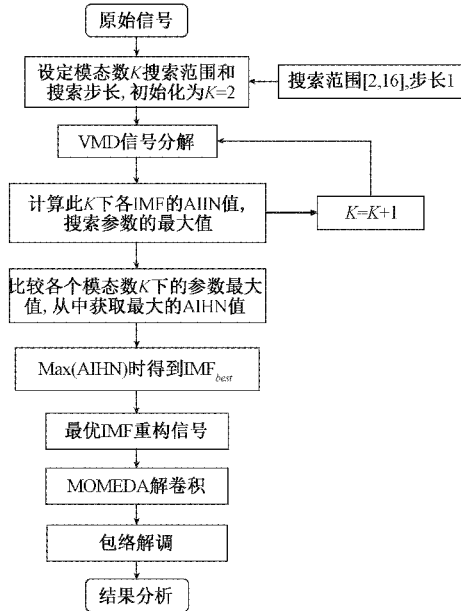 原始信号
设定模态数K搜索范围和
搜索步长,初始化为K=2
搜索范围[2,16],步长1
VMD信号分解
计算此K下各IMF的AIHN值,
搜索参数的最大值
K=K+1
比较各个模态数K下的参数最大
值,从中获取最大的AIHN值
Max(AIHN)时得到IMFbest
最优IMF重构信号
MOMEDA解卷积
包络解调
结果分析